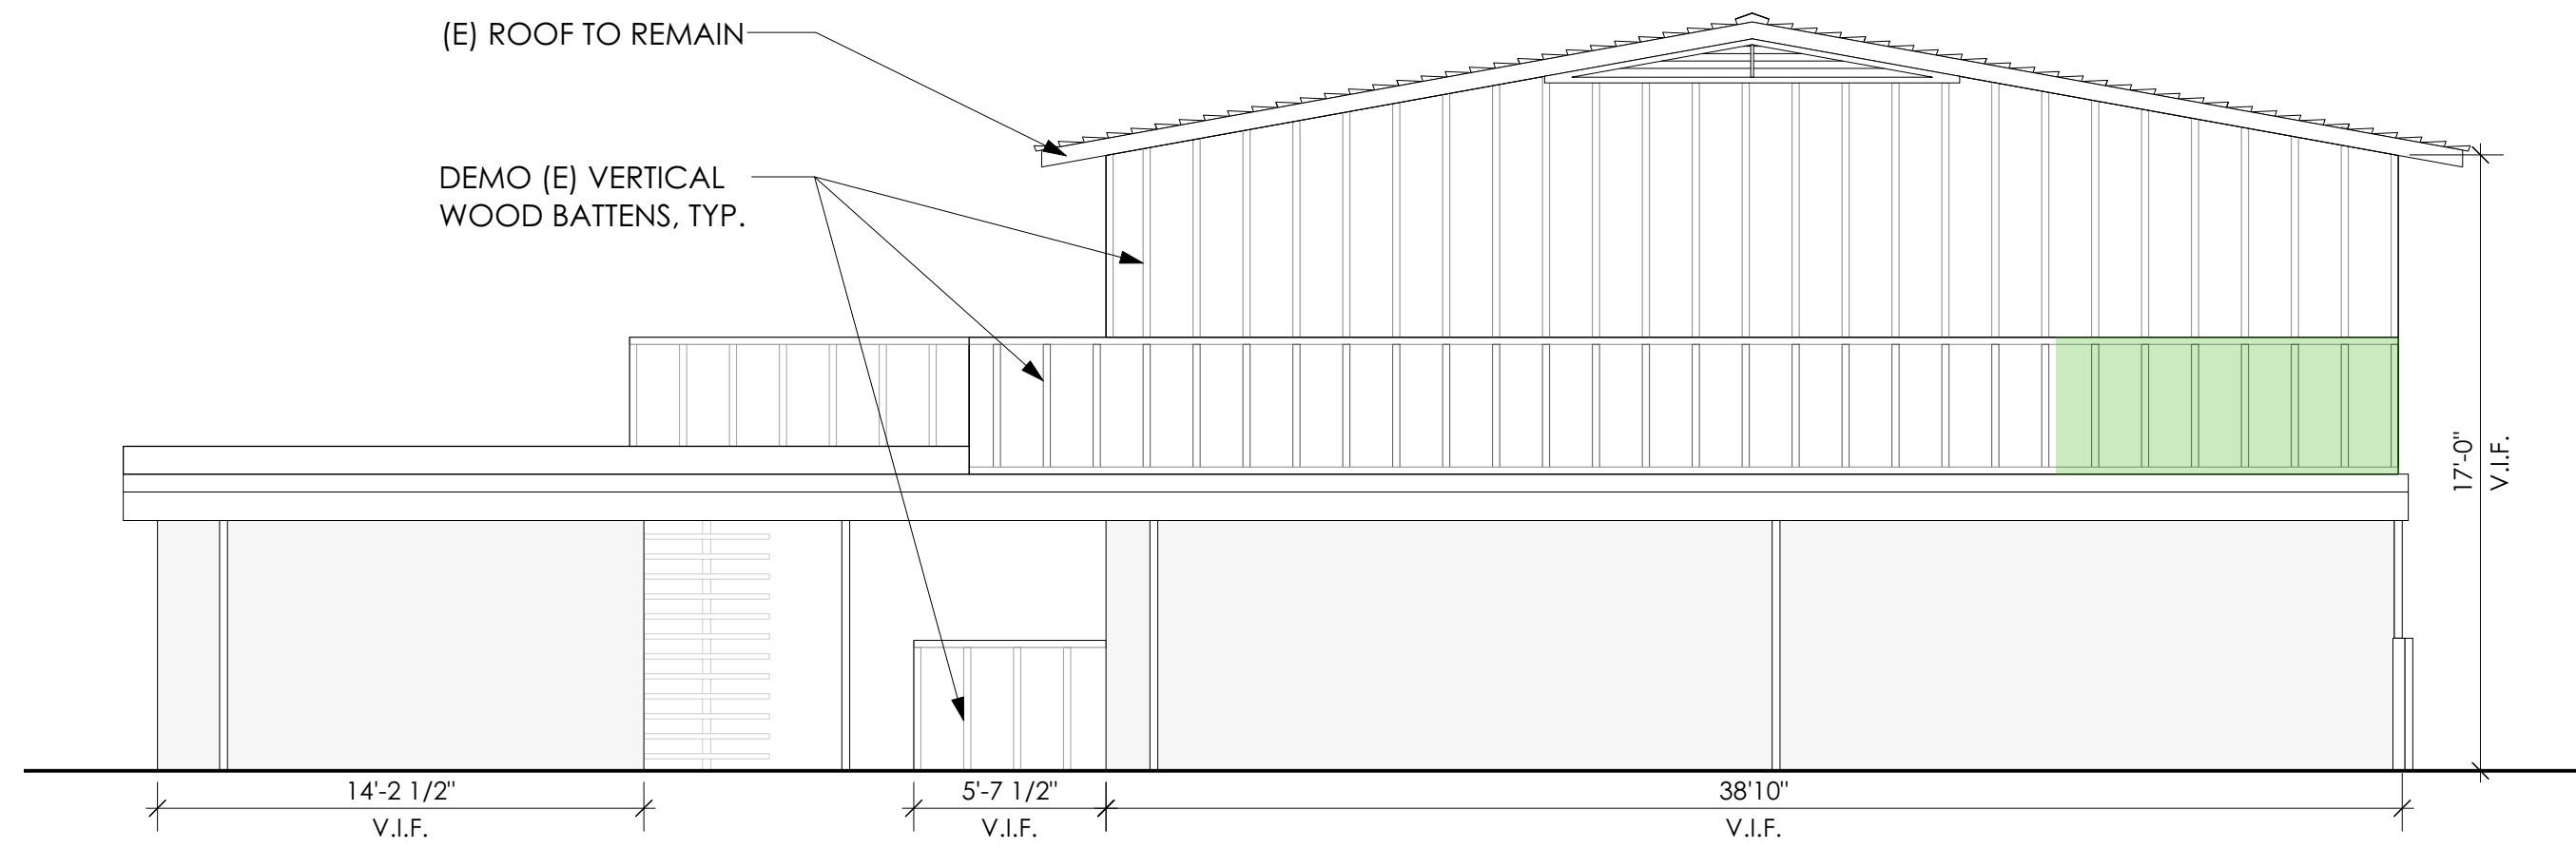 (E) ROOF TO REMAIN
DEMO (E) VERTICAL
WOOD BATTENS, TYP.
17'-0"
V.I.F.
14'-2 1/2"
V.I.F.
5'-7 1/2"
V.I.F.
38'10"
V.I.F.